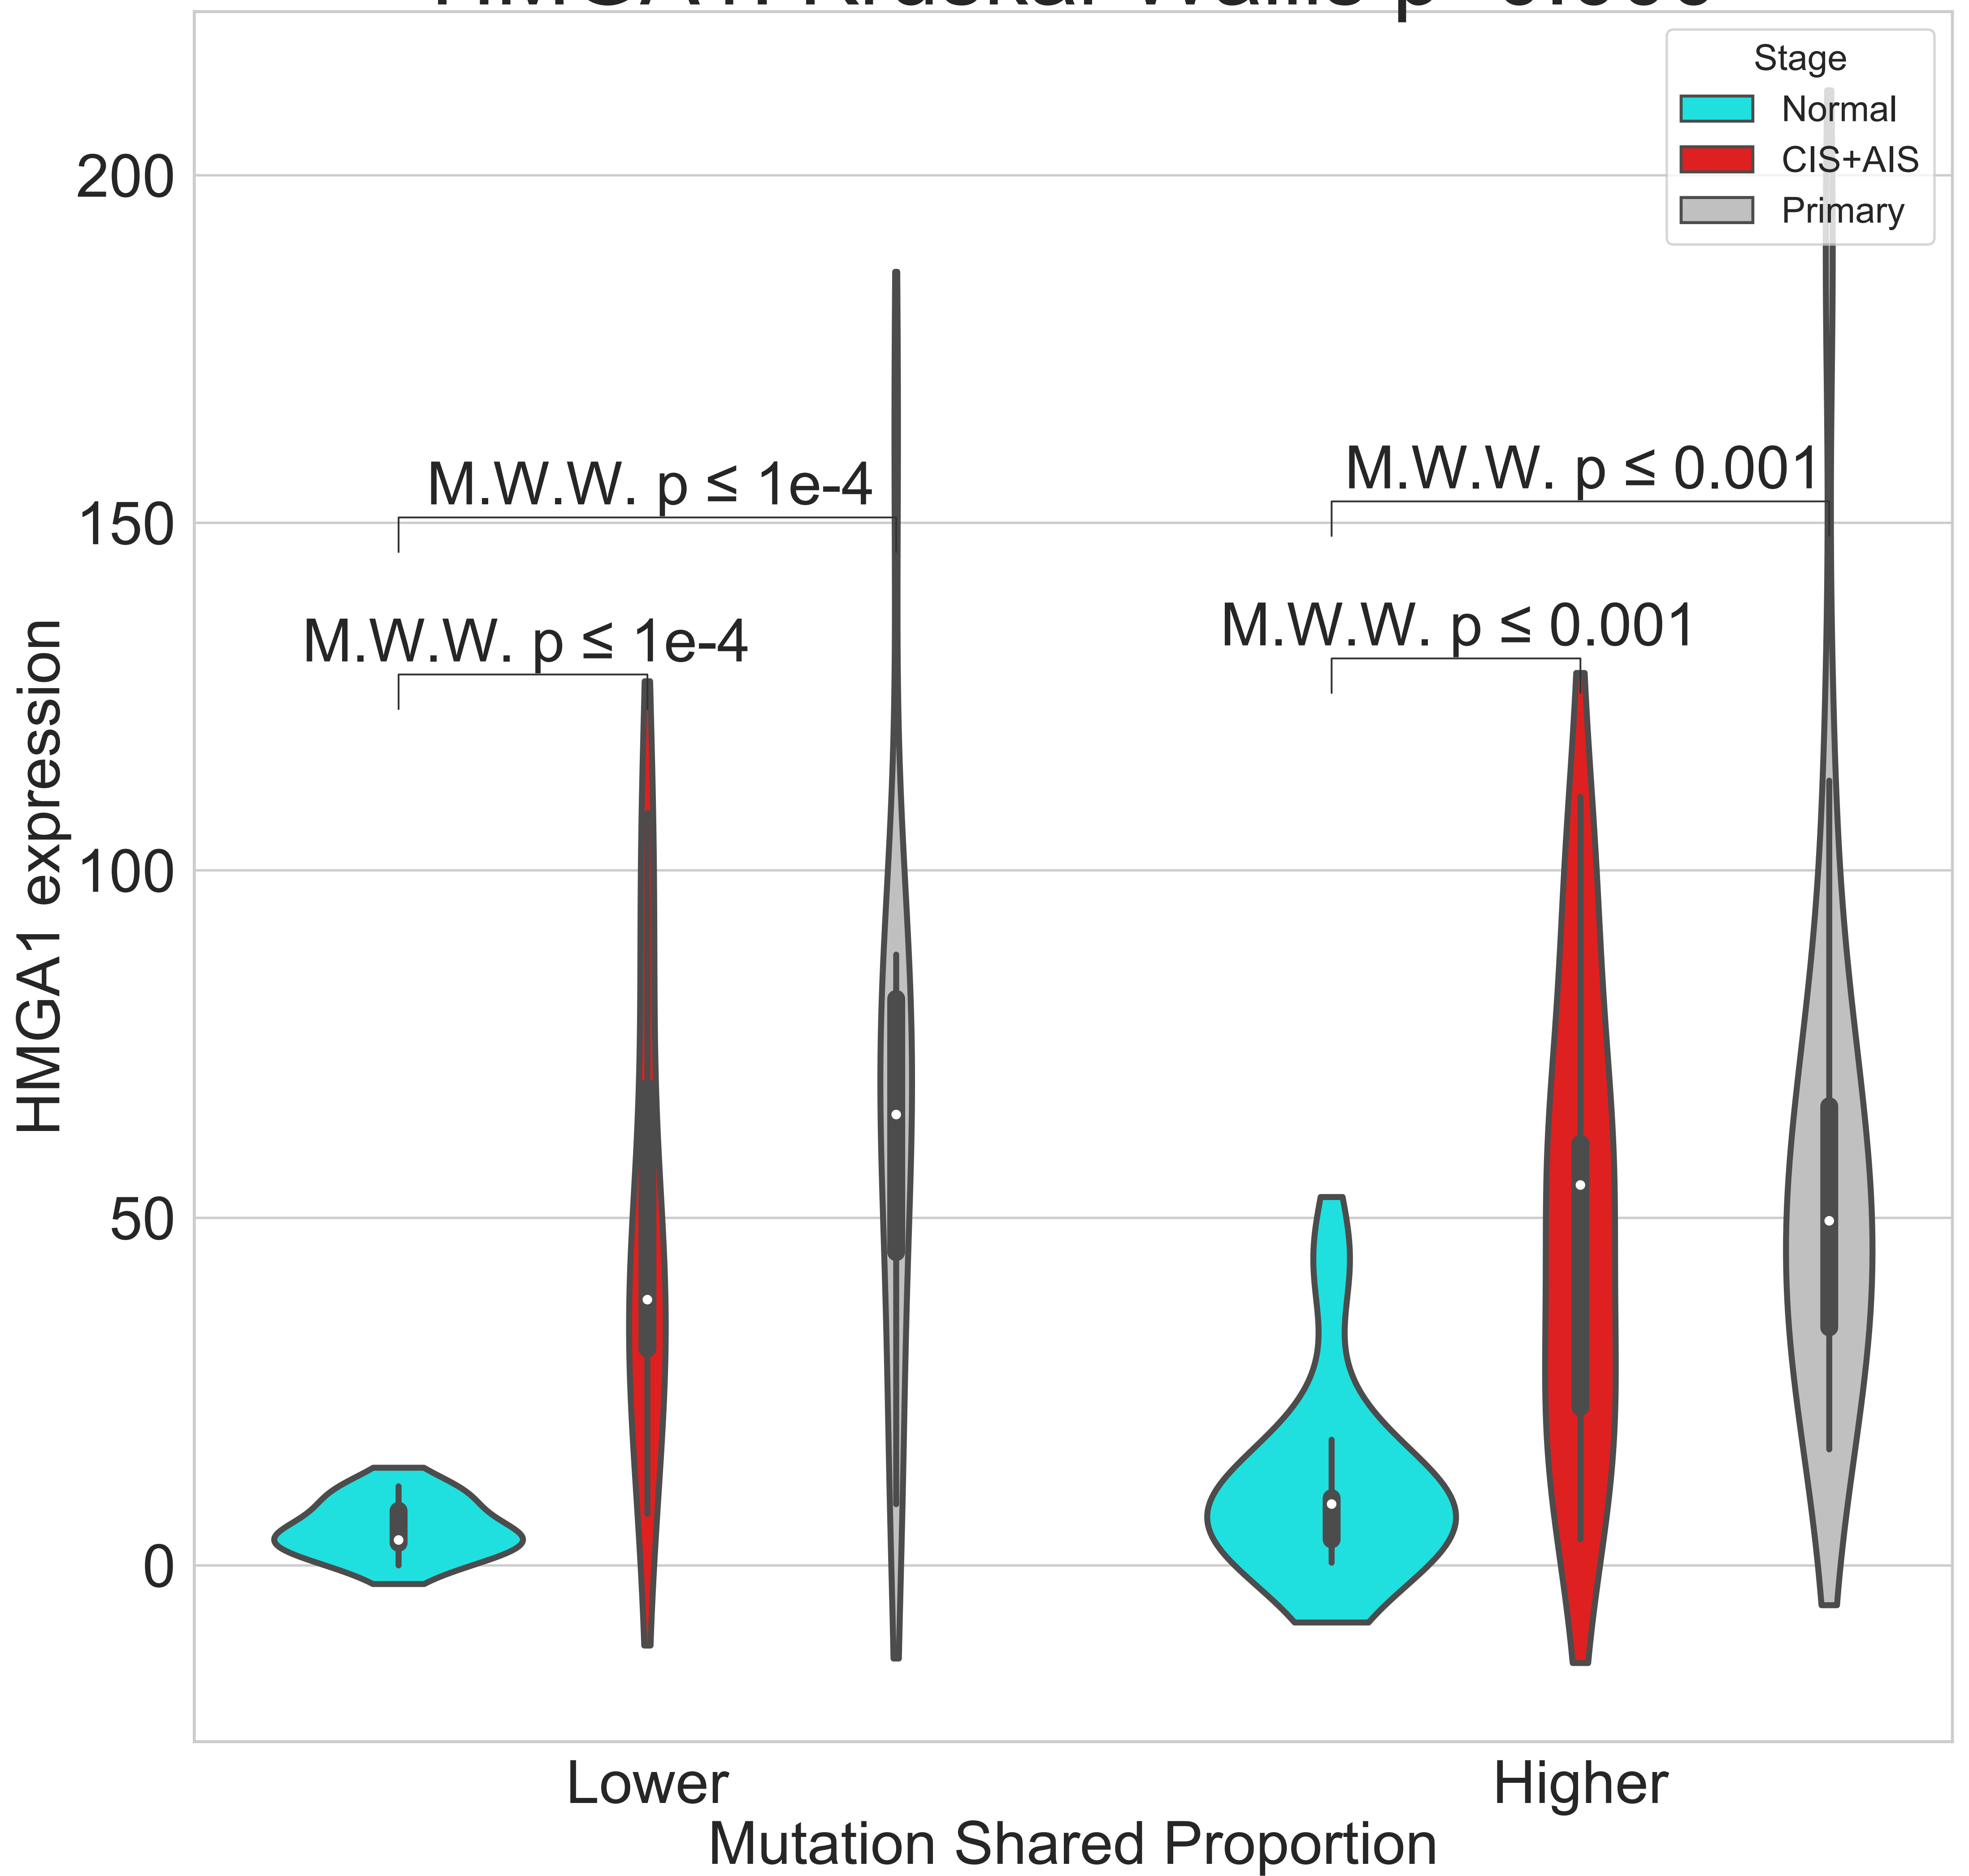 Stage
Normal
CIS+AIS
Primary
200
150
100
50
0
HMGA1 expression
M.W.W. p ≤ 1e-4
M.W.W. p ≤ 0.001
M.W.W. p ≤ 1e-4
M.W.W. p ≤ 0.001
Lower
Higher
Mutation Shared Proportion